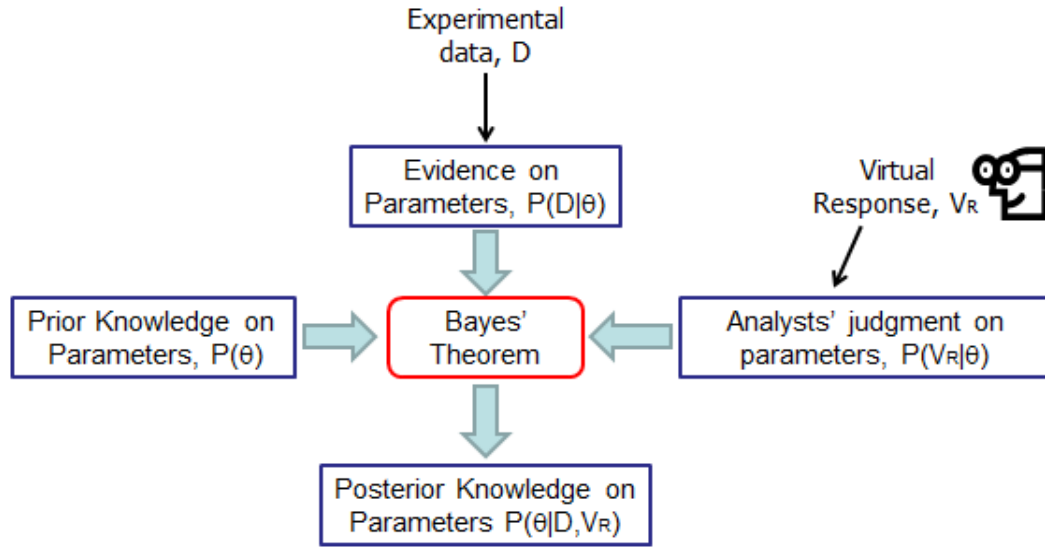 Experimental
data, D
Evidence on
Parameters, P(D|θ)
Virtual
Response, VR
Prior Knowledge on
Parameters, P(θ)
Bayes’
Theorem
Analysts’ judgment on
parameters, P(VR|θ)
Posterior Knowledge on
Parameters P(θ|D,VR)